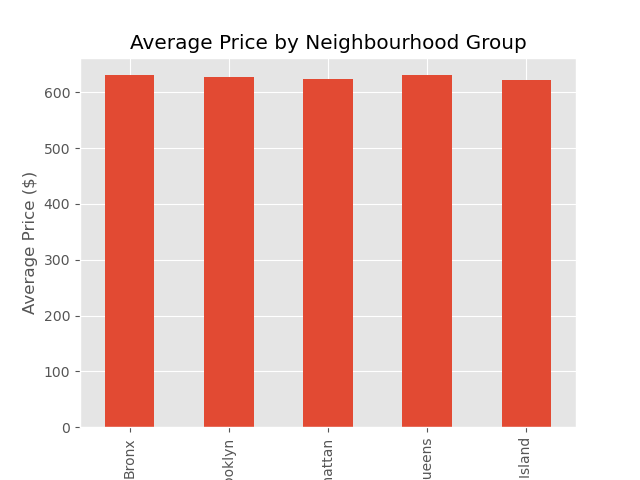 Average Price by Neighbourhood Group
Average Price ($)
600
500
400
300
200
100
0
Bronx
ooklyn
hattan
ueens
Island